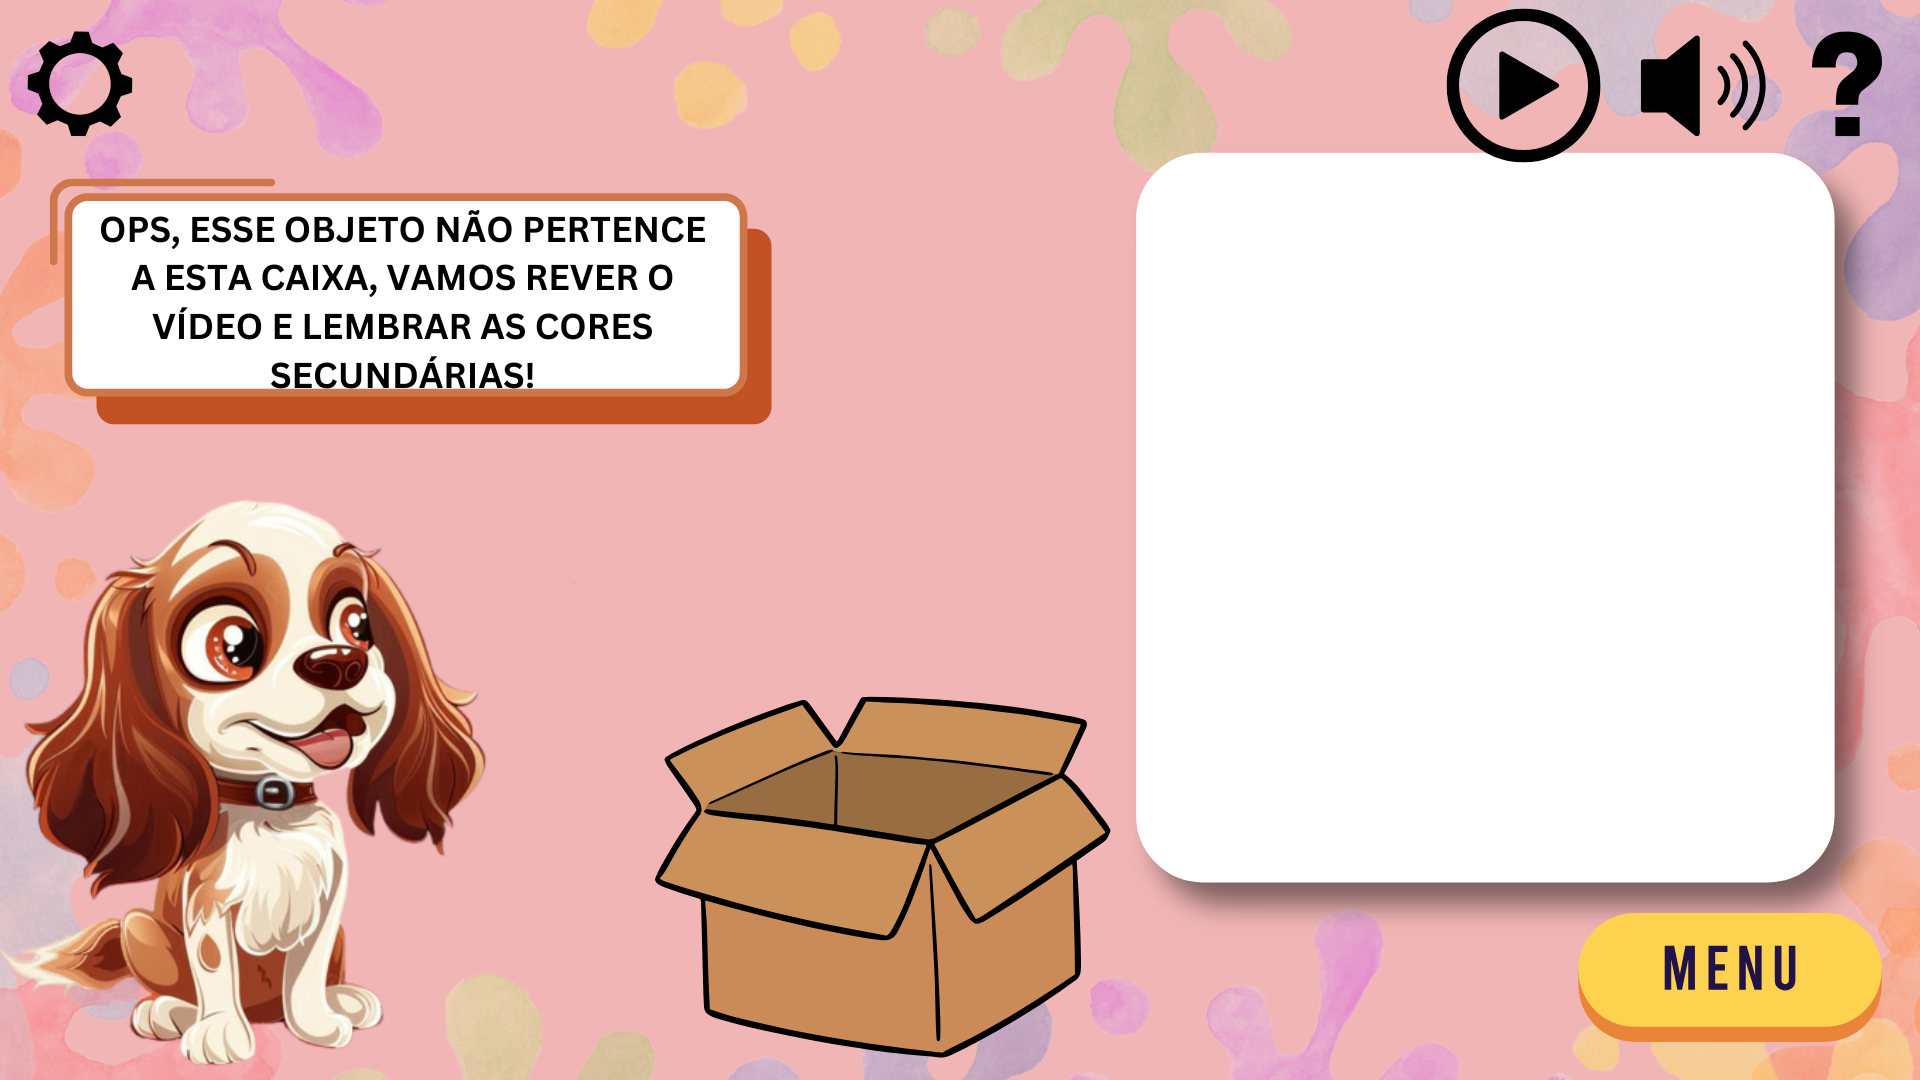 ?
OPS, ESSE OBJETO NÃO PERTENCE
A ESTA CAIXA, VAMOS REVER O
VÍDEO E LEMBRAR AS CORES
SECUNDÁRIAS!
MENU